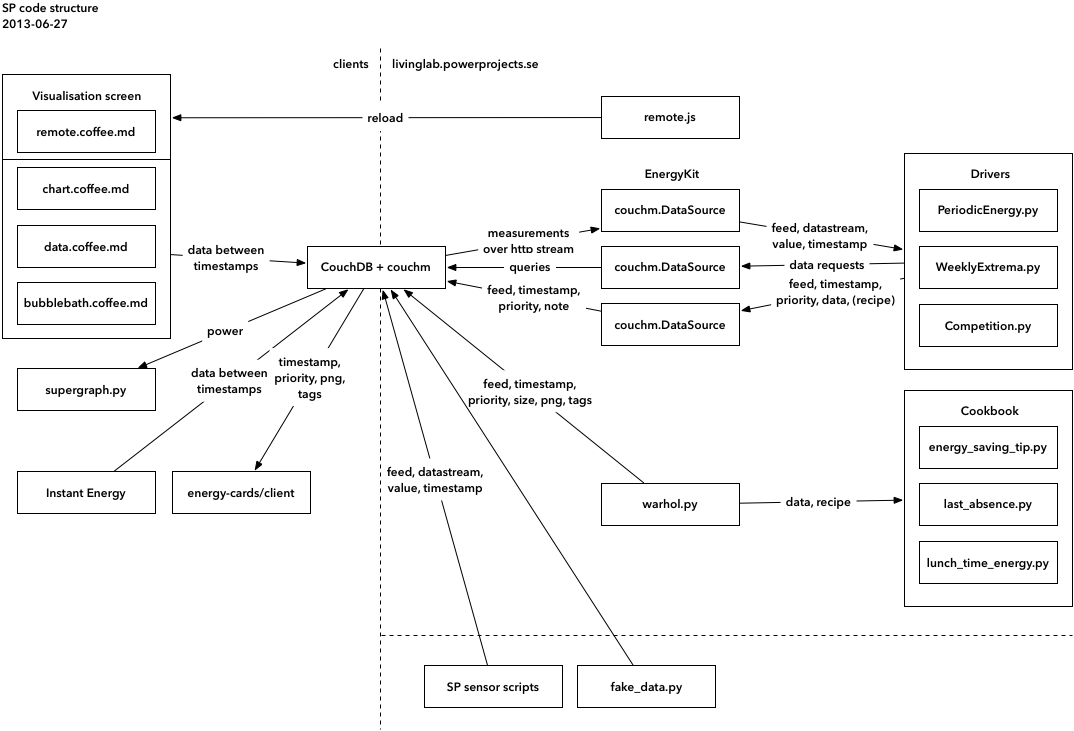 SP code structure
2013-06-27
clients
livinglab.powerprojects.se
Visualisation screen
remote.coffee.md
chart.coffee.md
data.coffee.md
bubblebath.coffee.md
reload
remote.js
EnergyKit
couchm.DataSource
couchm.DataSource
couchm.DataSource
Drivers
PeriodicEnergy.py
WeeklyExtrema.py
Competition.py
feed, datastream,
value, timestamp
data requests
feed, timestamp,
priority, data, (recipe)
measurements
over http stream
queries
feed, timestamp,
priority, note
data between
timestamps
CouchDB + couchm
power
supergraph.py
data between
timestamps
timestamp,
priority, png,
tags
Instant Energy
energy-cards/client
feed, timestamp,
priority, size, png, tags
feed, datastream,
value, timestamp
warhol.py
data, recipe
Cookbook
energy_saving_tip.py
last_absence.py
lunch_time_energy.py
SP sensor scripts
fake_data.py